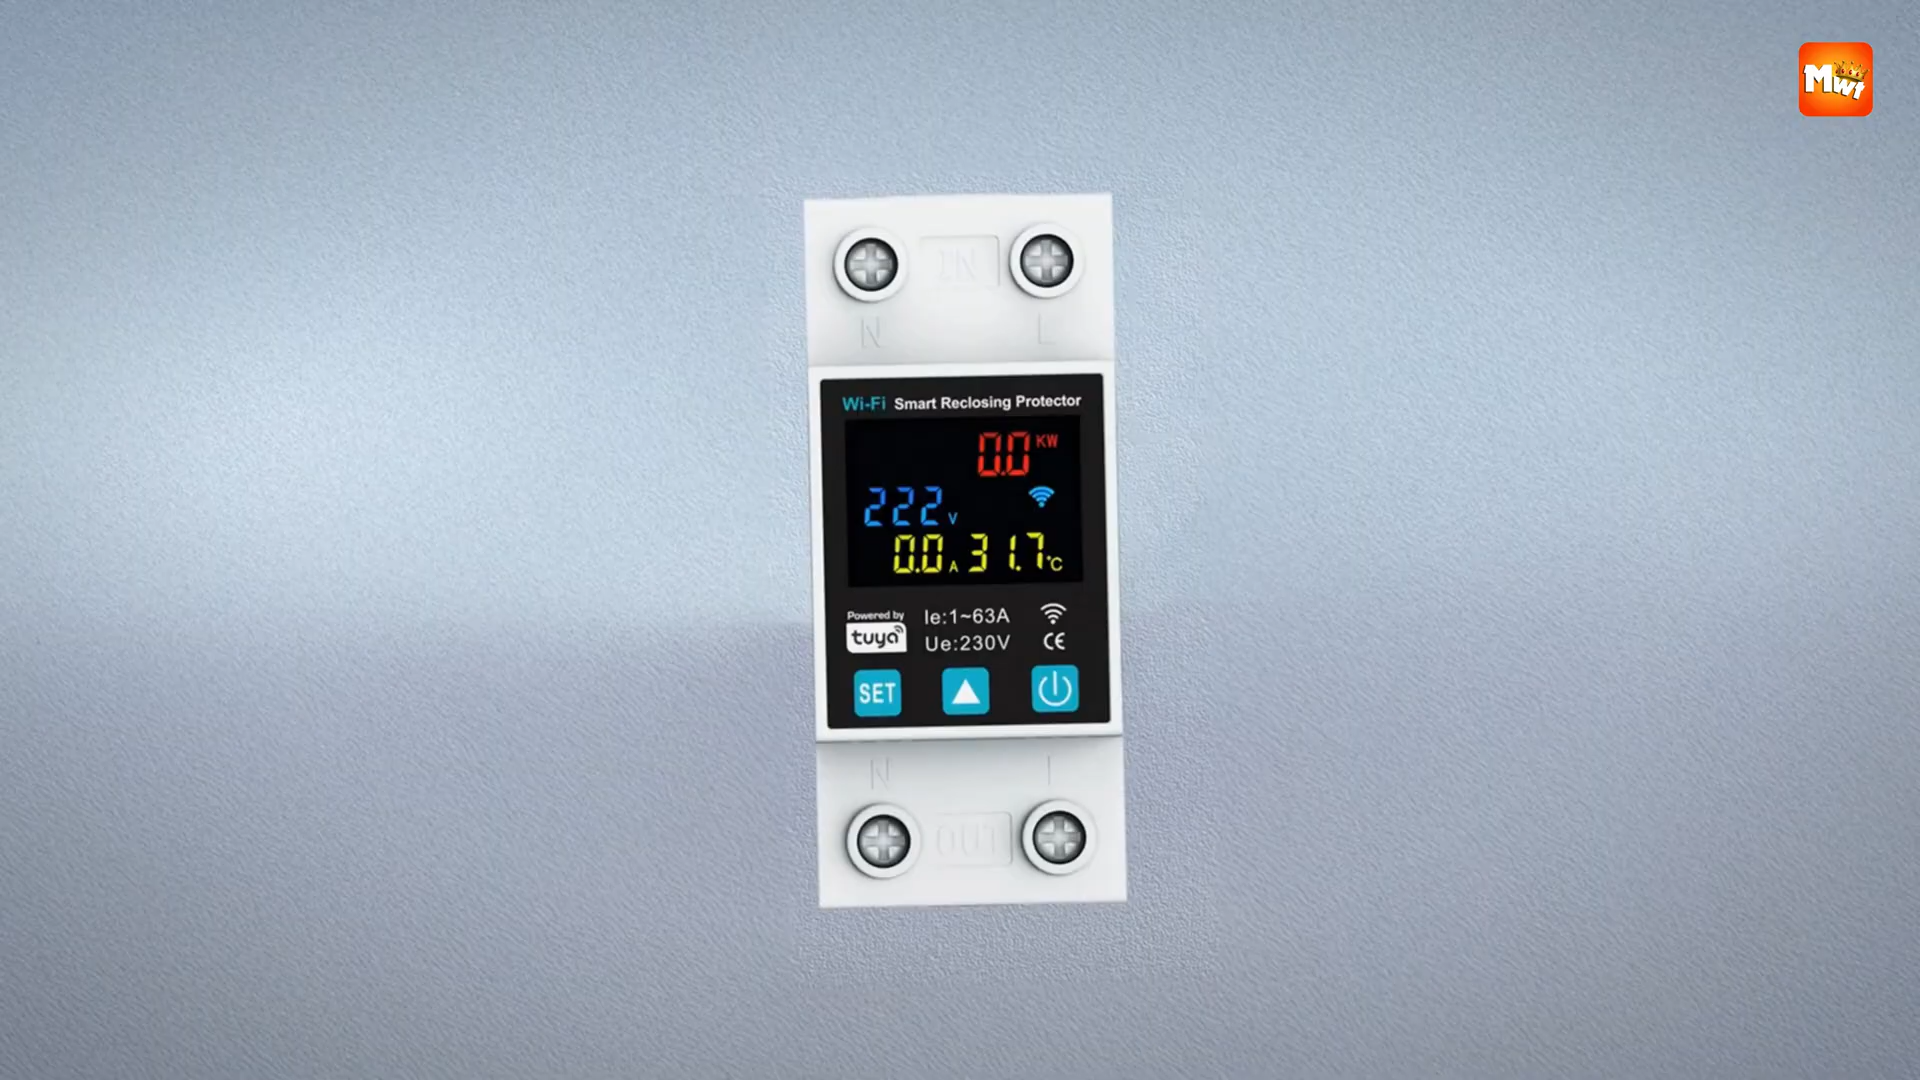 Mwt
IN
N L
Wi-Fi Smart Reclosing Protector
0.0 KW
222 V
0.0 A 31.7 °C
Powered by
tuya
Ie:1~63A
Ue:230V
CE
SET
N L
OUT